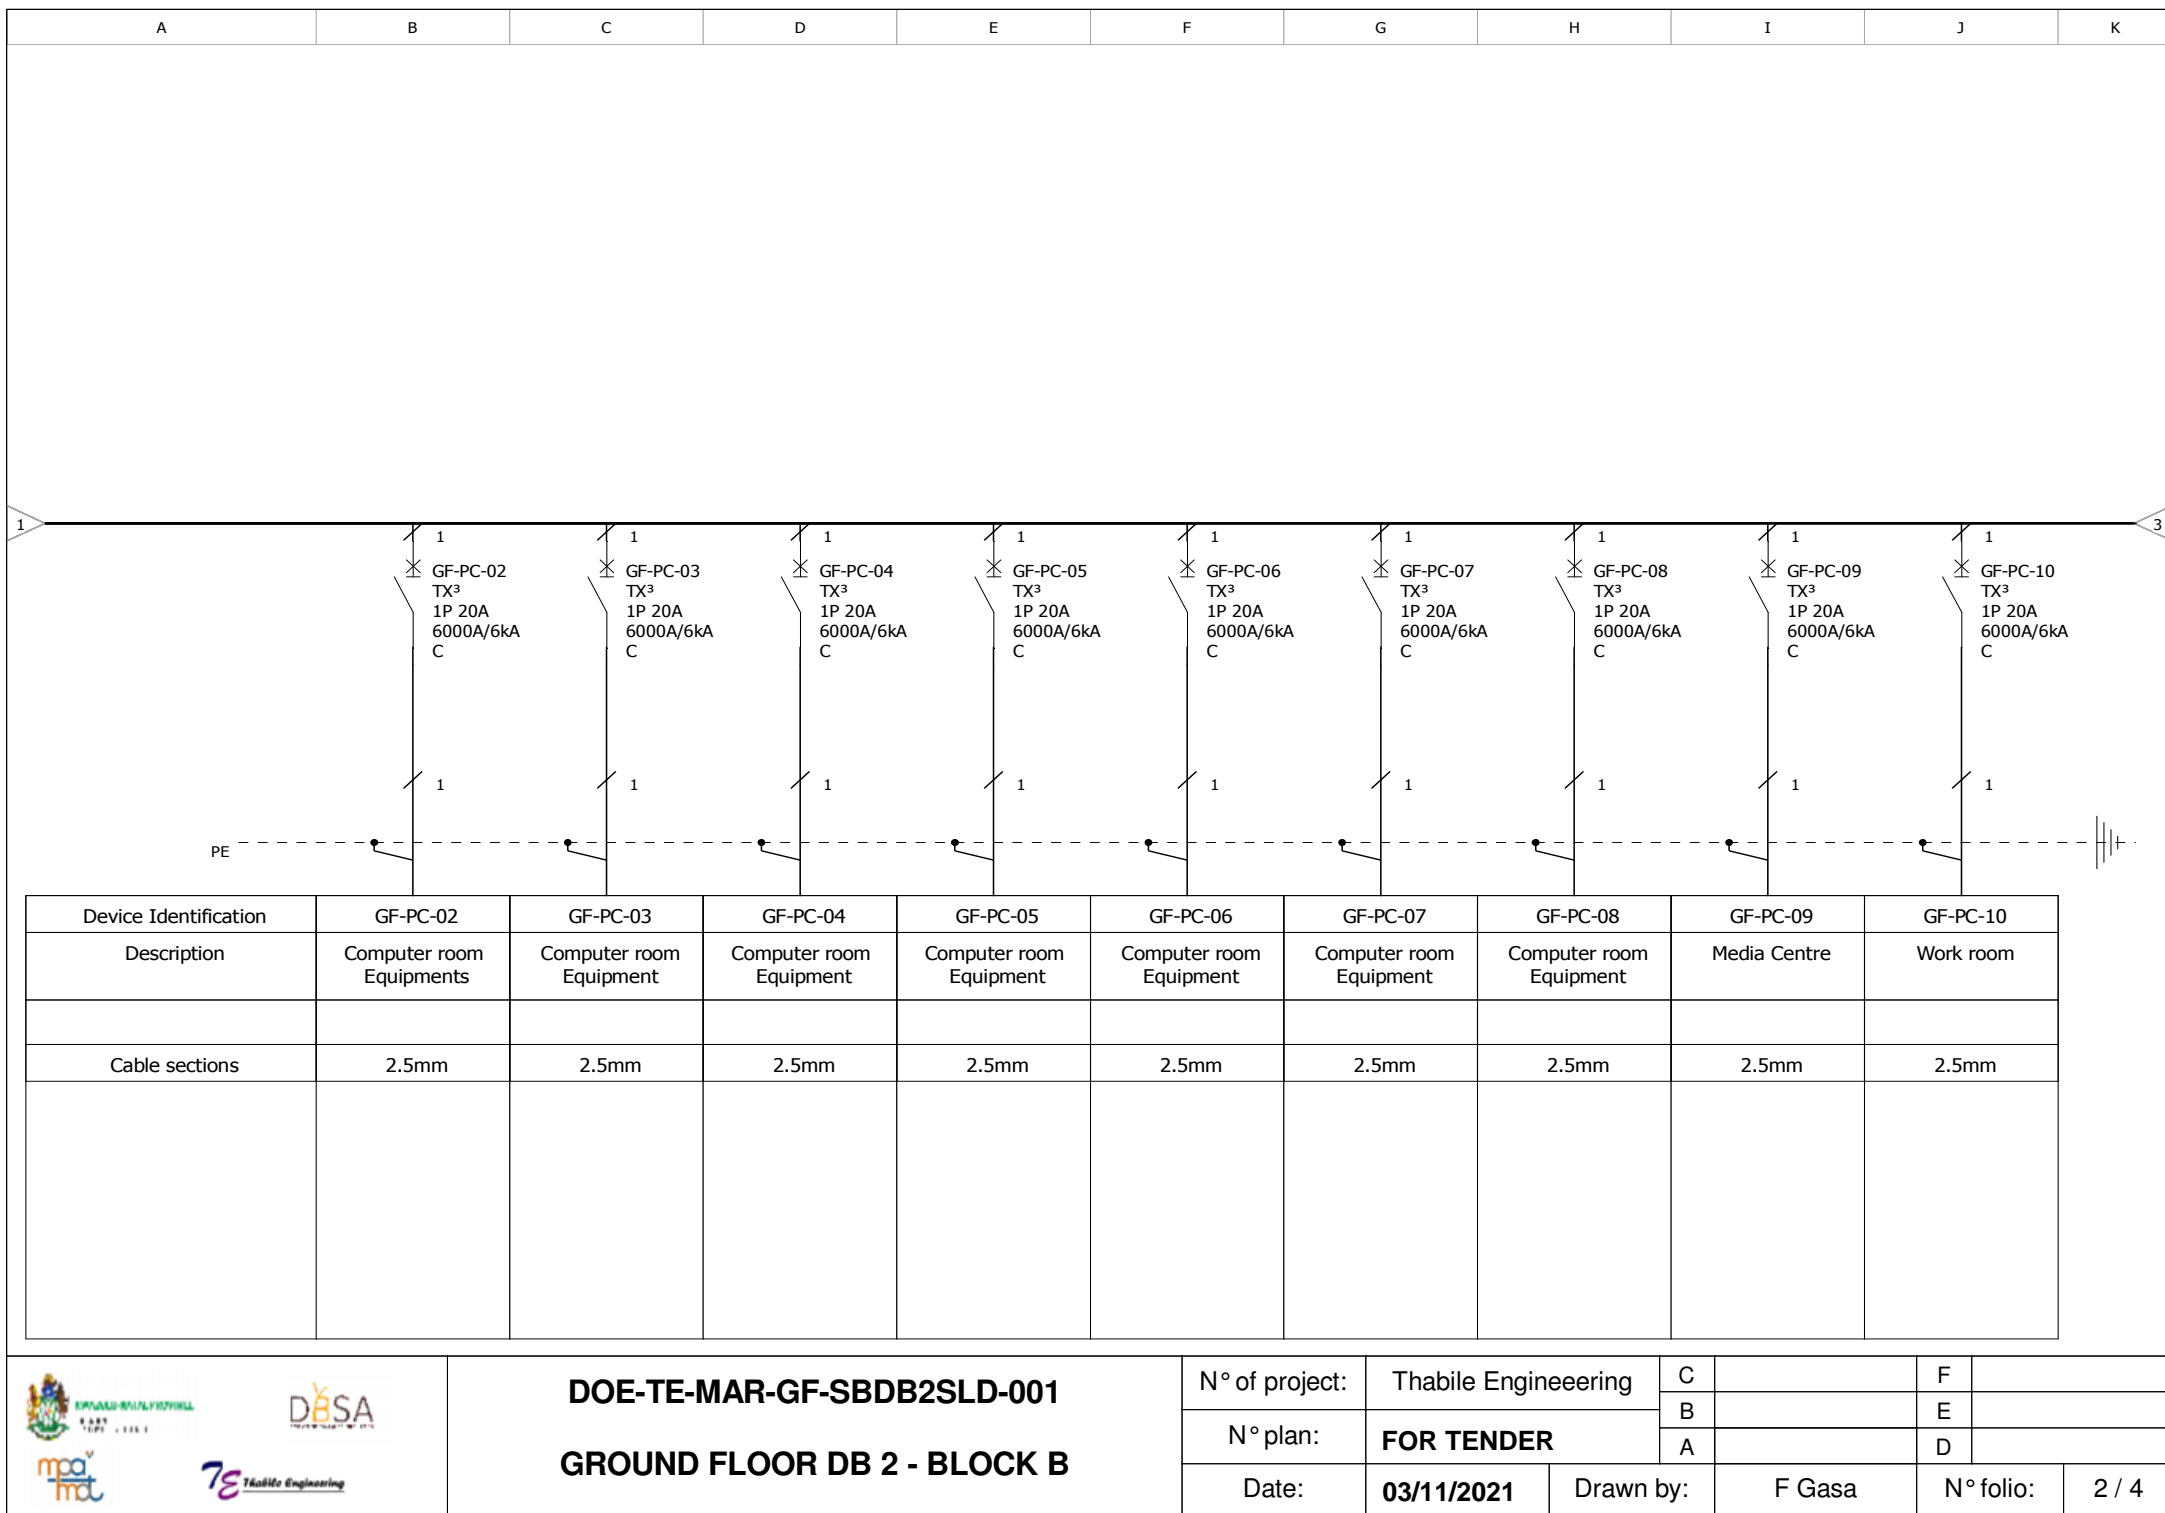 A B C D E F G H I J K
1 3
1 1 1 1 1 1 1 1 1
GF-PC-02 GF-PC-03 GF-PC-04 GF-PC-05 GF-PC-06 GF-PC-07 GF-PC-08 GF-PC-09 GF-PC-10
TX³ TX³ TX³ TX³ TX³ TX³ TX³ TX³ TX³
1P 20A 1P 20A 1P 20A 1P 20A 1P 20A 1P 20A 1P 20A 1P 20A 1P 20A
6000A/6kA 6000A/6kA 6000A/6kA 6000A/6kA 6000A/6kA 6000A/6kA 6000A/6kA 6000A/6kA 6000A/6kA
C C C C C C C C C
1 1 1 1 1 1 1 1 1
PE
Device Identification GF-PC-02 GF-PC-03 GF-PC-04 GF-PC-05 GF-PC-06 GF-PC-07 GF-PC-08 GF-PC-09 GF-PC-10
Description Computer room Computer room Computer room Computer room Computer room Computer room Computer room Media Centre Work room
Equipments Equipment Equipment Equipment Equipment Equipment Equipment
Cable sections 2.5mm 2.5mm 2.5mm 2.5mm 2.5mm 2.5mm 2.5mm 2.5mm 2.5mm
DBSA
mpa
mot
TE Thabile Engineering
DOE-TE-MAR-GF-SBDB2SLD-001
GROUND FLOOR DB 2 - BLOCK B
N° of project: Thabile Engineeering C F
B E
N° plan: FOR TENDER A D
Date: 03/11/2021 Drawn by: F Gasa N° folio: 2 / 4